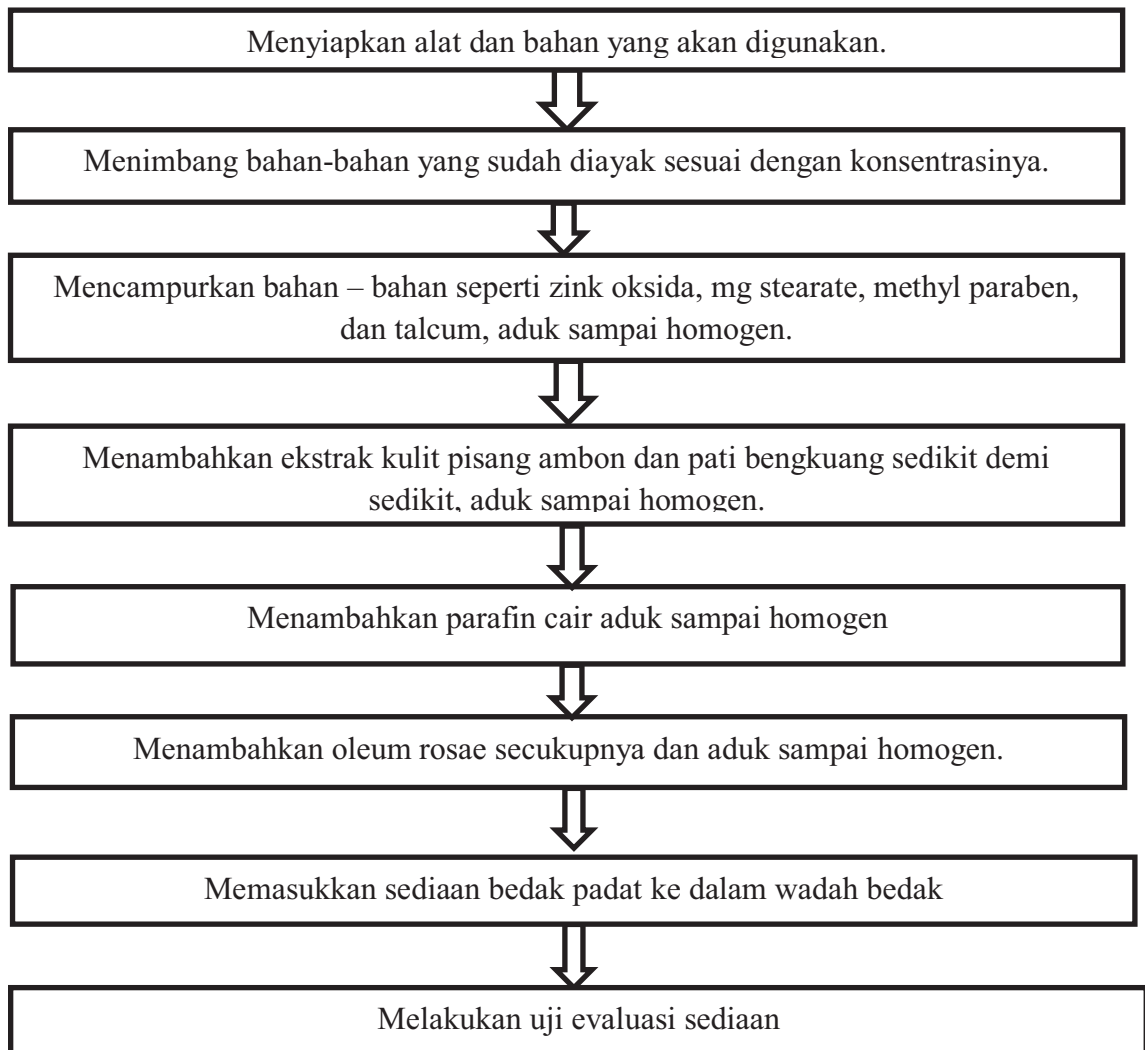 Menyiapkan alat dan bahan yang akan digunakan.
Menimbang bahan-bahan yang sudah diayak sesuai dengan konsentrasinya.
Mencampurkan bahan – bahan seperti zink oksida, mg stearate, methyl paraben,
dan talcum, aduk sampai homogen.
Menambahkan ekstrak kulit pisang ambon dan pati bengkuang sedikit demi
sedikit, aduk sampai homogen.
Menambahkan parafin cair aduk sampai homogen
Menambahkan oleum rosae secukupnya dan aduk sampai homogen.
Memasukkan sediaan bedak padat ke dalam wadah bedak
Melakukan uji evaluasi sediaan